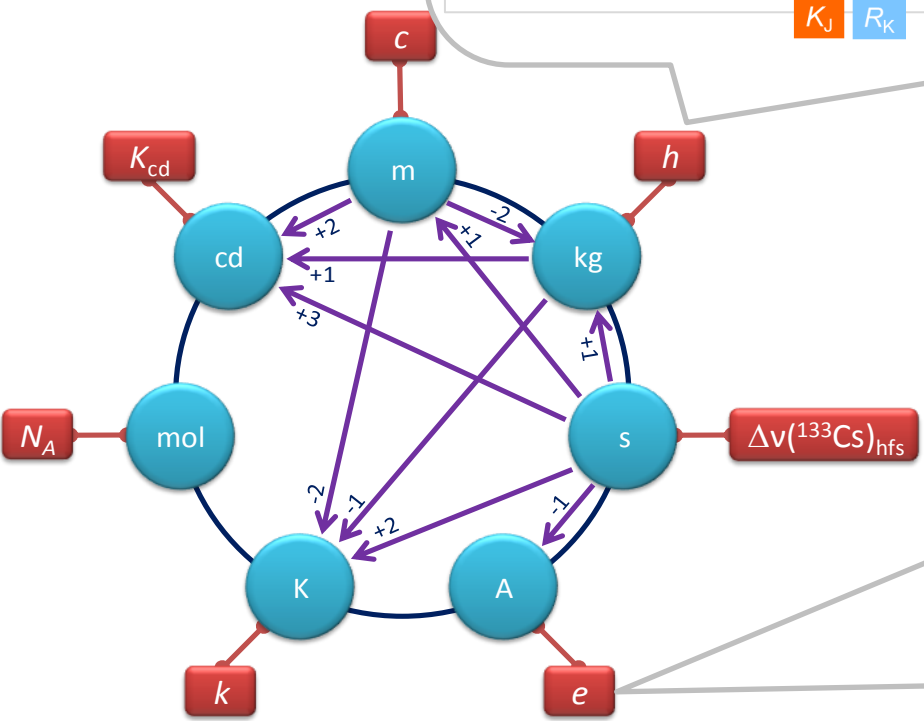 K_J R_K
c
K_cd
h
m
-2
+2
+1
cd
kg
+1
+3
+1
N_A
mol
s
Δν(¹³³Cs)_hfs
-2
-1
+2
-1
K
A
k
e